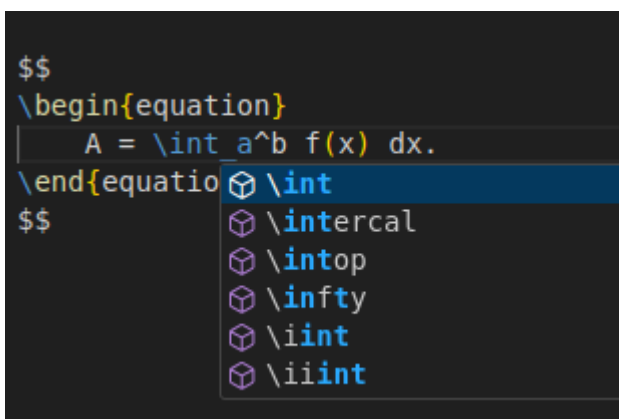 $$
\begin{equation}
A = \int_a^b f(x) dx.
\end{equatio
$$
\int
\intercal
\intop
\infty
\iint
\iiint